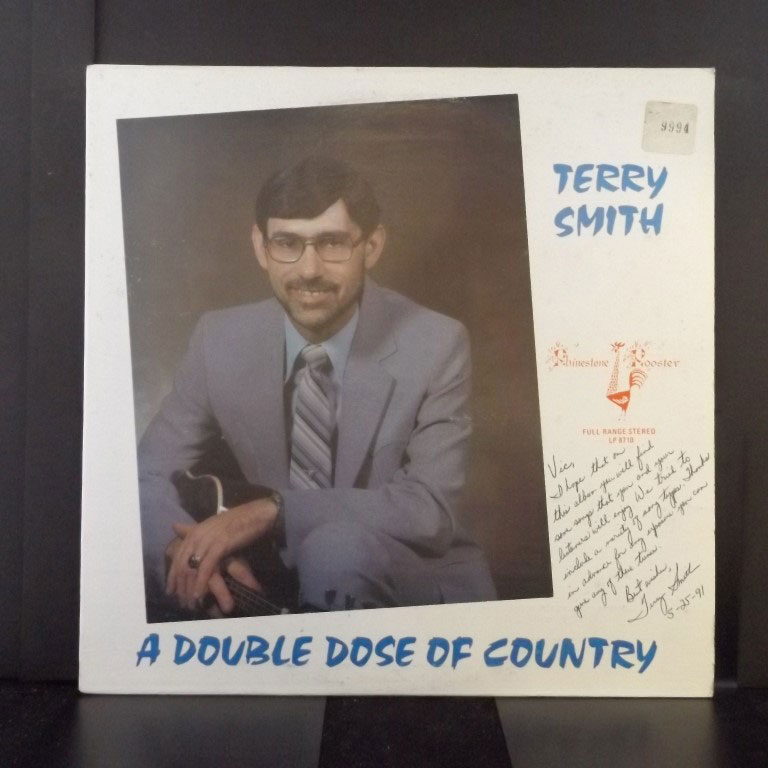 9994
TERRY
SMITH
Rhinestone Rooster
FULL RANGE STEREO
LP 8710
Vic,
I hope that on
this album you will find
some songs that you and your
listeners will enjoy. We tried to
include a variety of song types. Thanks
in advance for any exposure you can
give any of these tunes.
Best wishes,
Terry Smith
5-25-91
A DOUBLE DOSE OF COUNTRY